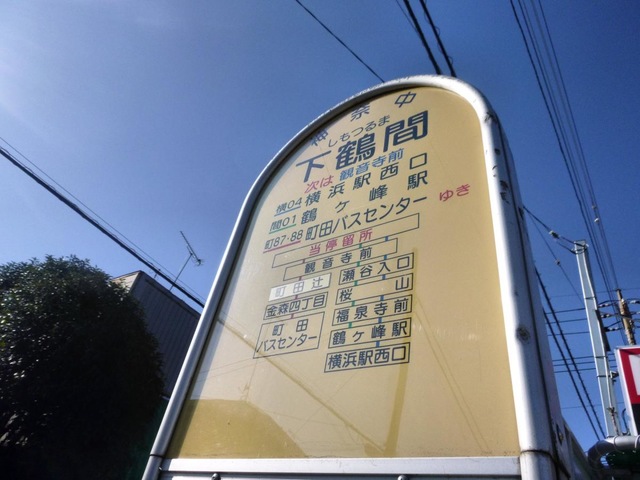 神奈中
しもつるま
下鶴間
次は 観音寺前
横04 横浜駅西口
間01 鶴ヶ峰駅 ゆき
町87・88 町田バスセンター
当停留所
観音寺前
町田辻 瀬谷入口
金森四丁目 桜山
町田バスセンター 福泉寺前
鶴ヶ峰駅
横浜駅西口